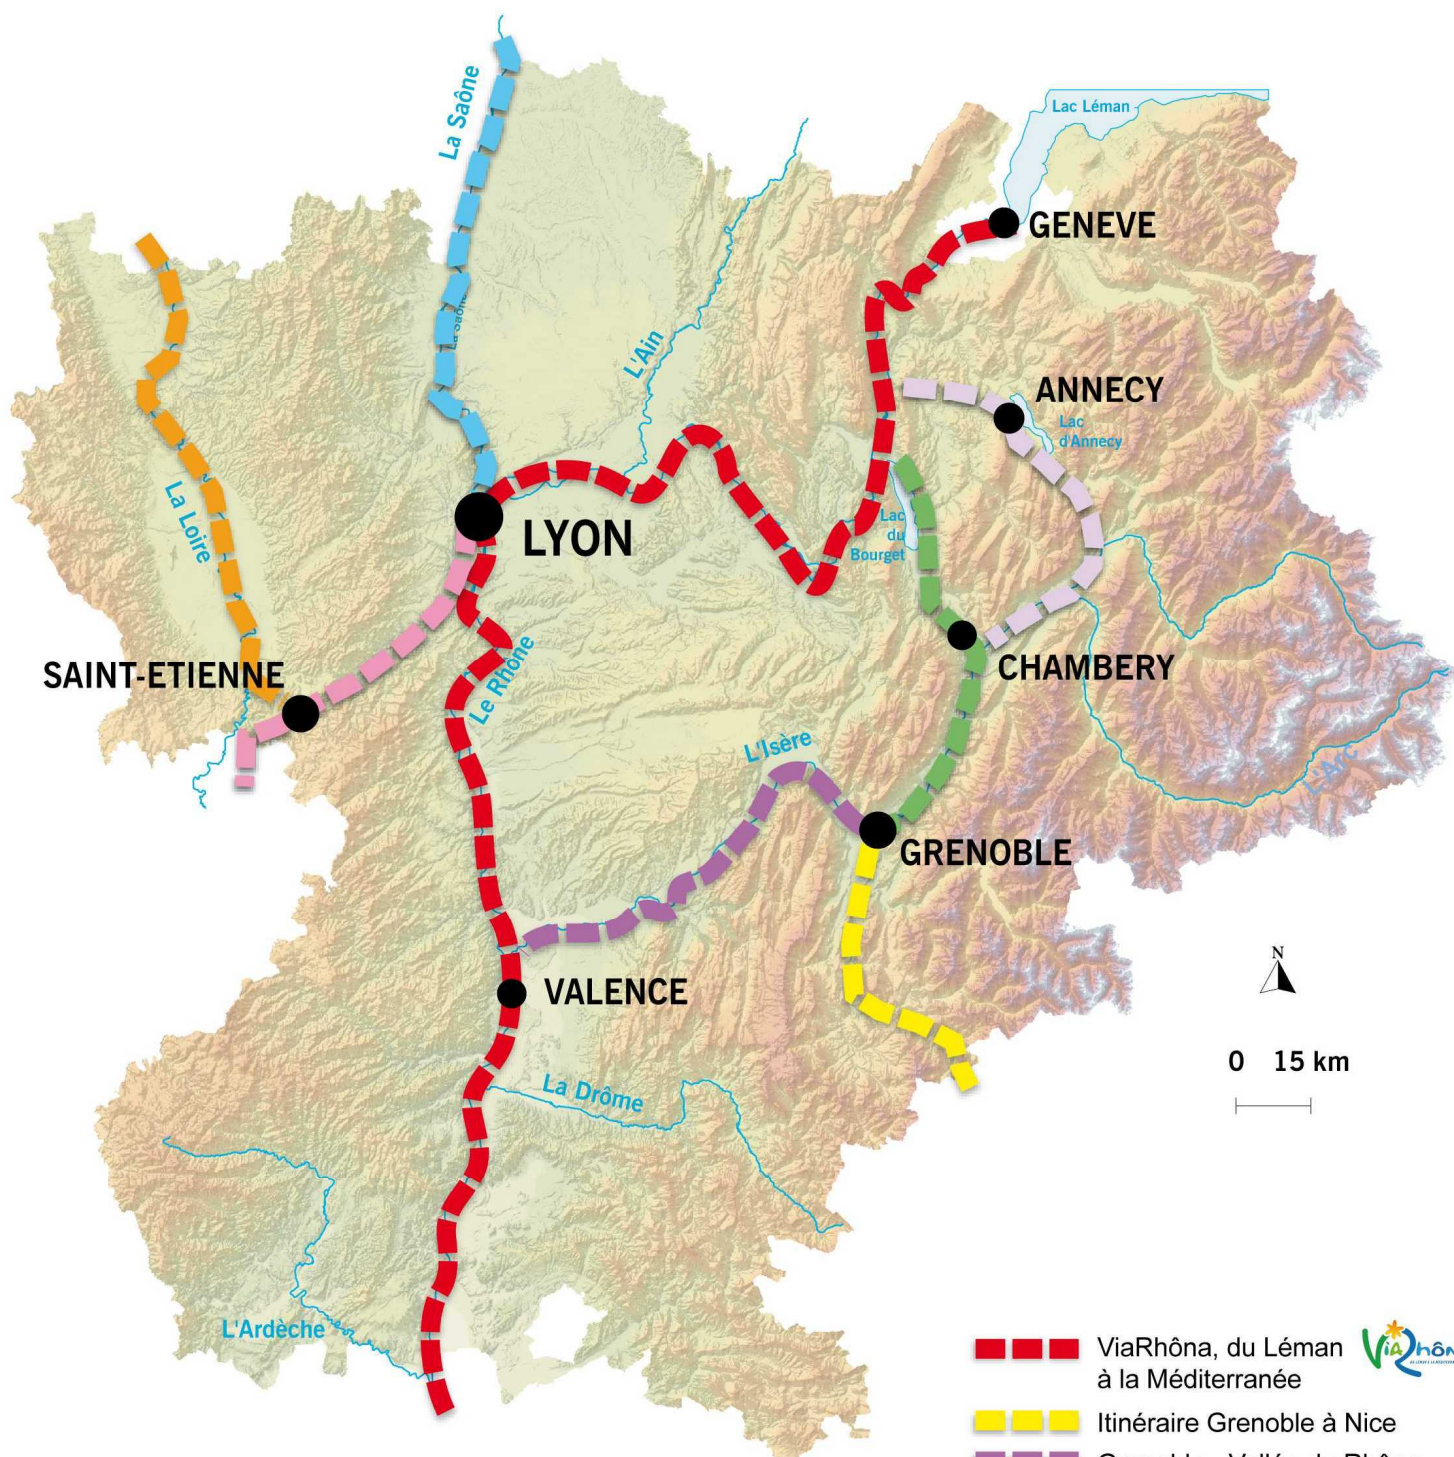 La Saône
Lac Léman
GENEVE
La Saône
L'Ain
ANNECY
Lac
d'Annecy
La Loire
LYON
Lac
du
Bourget
SAINT-ETIENNE
Le Rhône
CHAMBERY
L'Isère
L'Arc
GRENOBLE
VALENCE
N
0 15 km
La Drôme
L'Ardèche
ViaRhôna, du Léman
à la Méditerranée
Itinéraire Grenoble à Nice